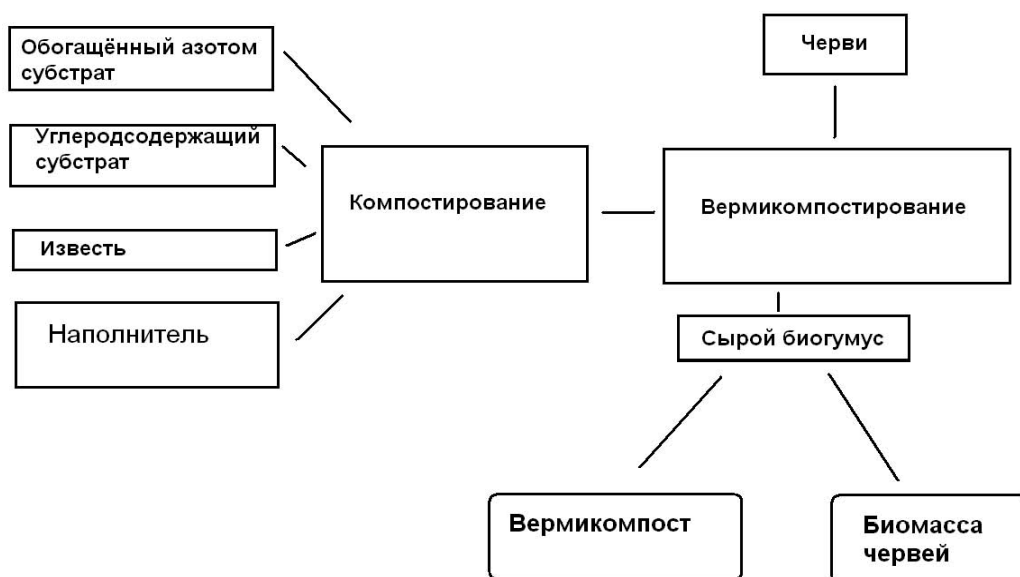 Обогащённый азотом
субстрат
Углеродсодержащий
субстрат
Известь
Наполнитель
Компостирование
Черви
Вермикомпостирование
Сырой биогумус
Вермикомпост
Биомасса
червей